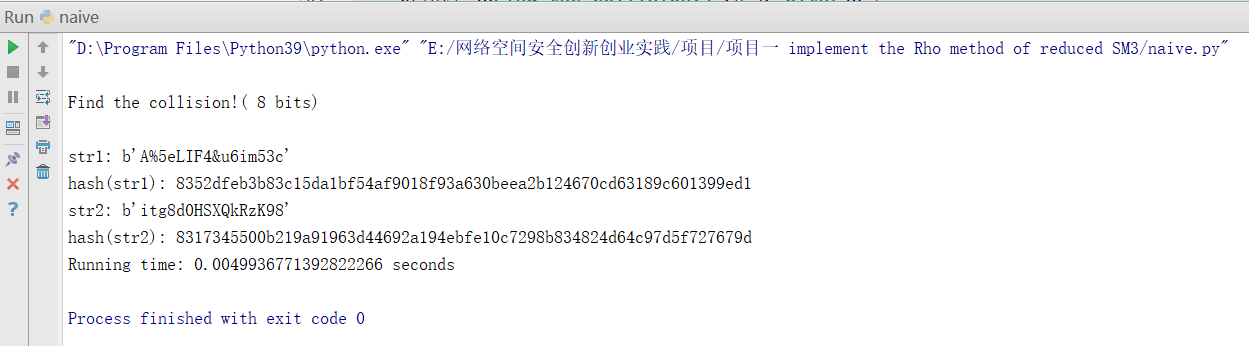 Run naive
"D:\Program Files\Python39\python.exe" "E:/网络空间安全创新创业实践/项目/项目一 implement the Rho method of reduced SM3/naive.py"
Find the collision!( 8 bits)
str1: b'A%5eLIF4&u6im53c'
hash(str1): 8352dfeb3b83c15da1bf54af9018f93a630beea2b124670cd63189c601399ed1
str2: b'itg8d0HSXQkRzK98'
hash(str2): 8317345500b219a91963d44692a194ebfe10c7298b834824d64c97d5f727679d
Running time: 0.0049936771392822266 seconds
Process finished with exit code 0